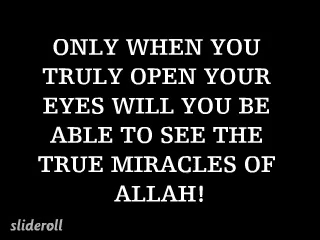 ONLY WHEN YOU
TRULY OPEN YOUR
EYES WILL YOU BE
ABLE TO SEE THE
TRUE MIRACLES OF
ALLAH!
slideroll